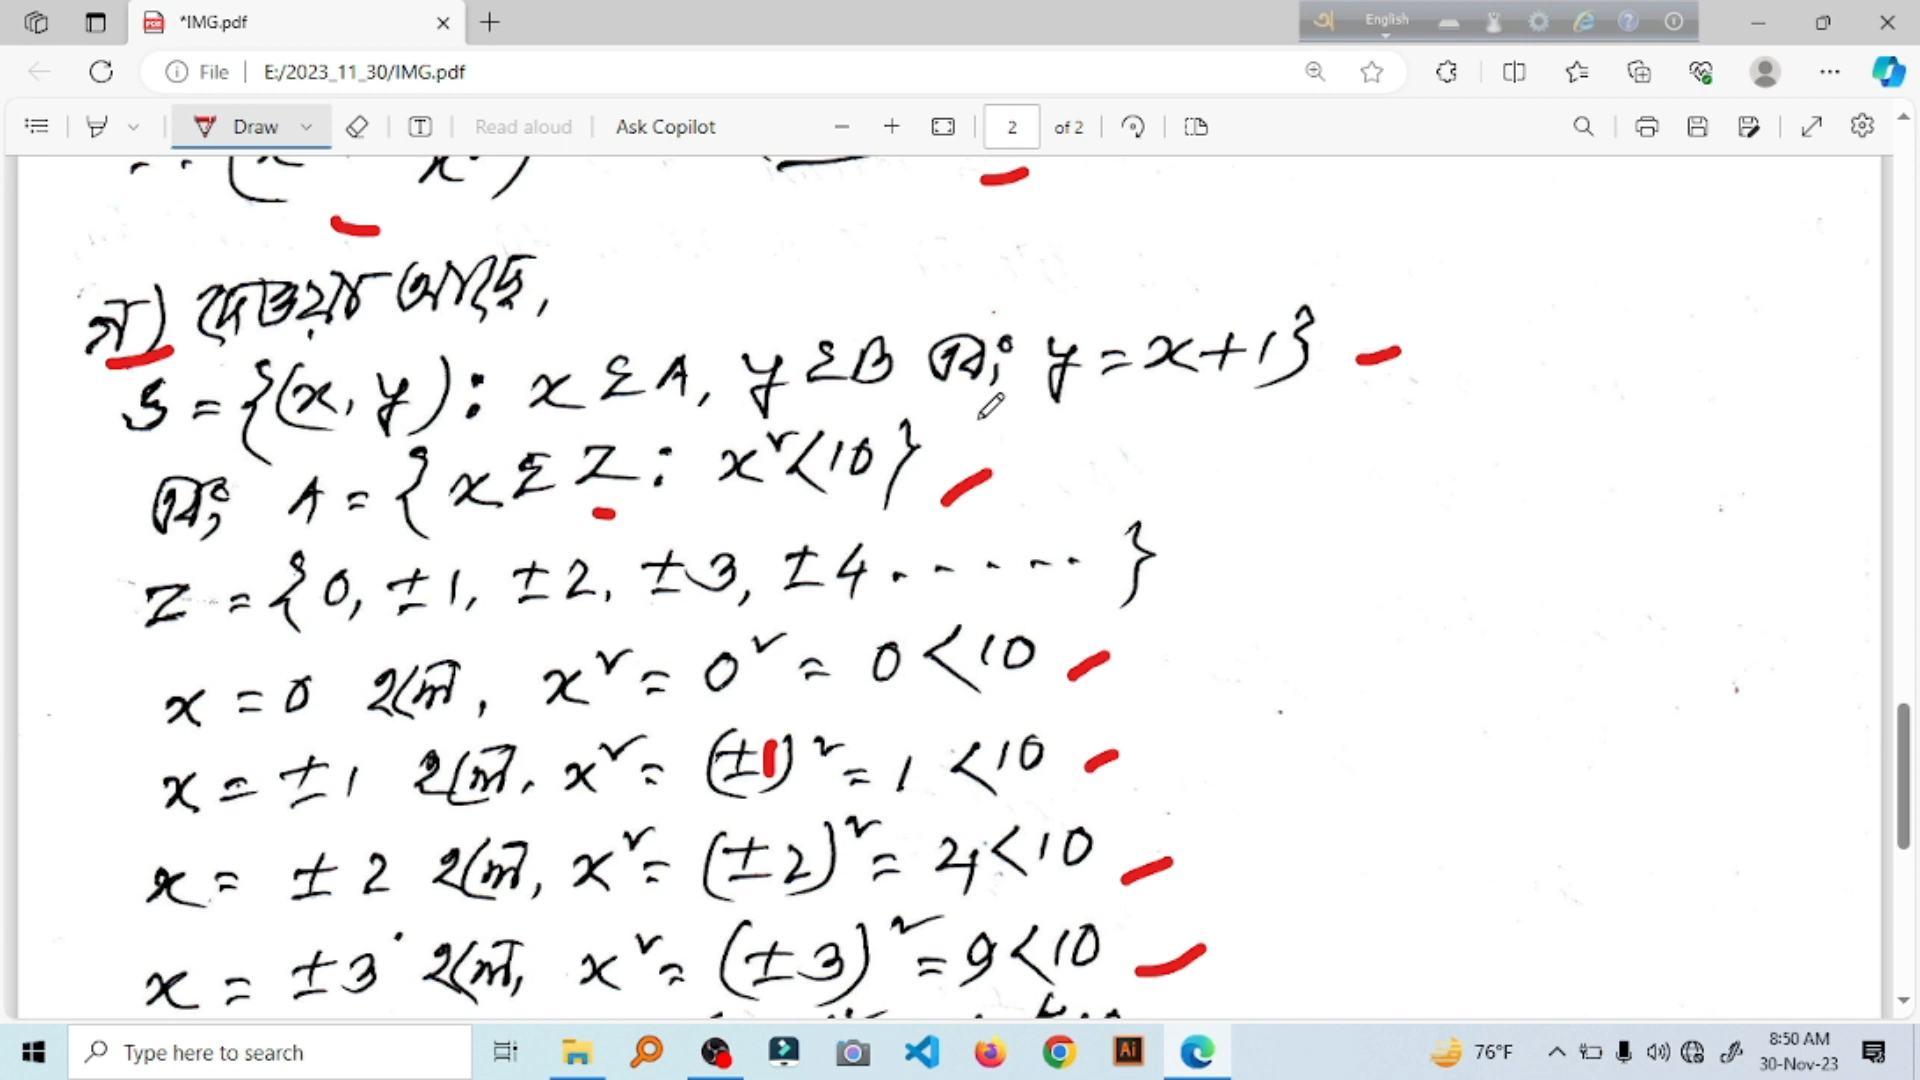 *IMG.pdf
English
File E:/2023_11_30/IMG.pdf
Draw Read aloud Ask Copilot 2 of 2
গ) দেওয়া আছে,
S = {(x, y) : x ∈ A, y ∈ B এবং y = x + 1}
এবং A = {x ∈ Z : x² < 10}
Z = {0, ±1, ±2, ±3, ±4 ...... }
x = 0 হলে, x² = 0² = 0 < 10
x = ±1 হলে, x² = (±1)² = 1 < 10
x = ±2 হলে, x² = (±2)² = 4 < 10
x = ±3 হলে, x² = (±3)² = 9 < 10
Type here to search
76°F
8:50 AM
30-Nov-23